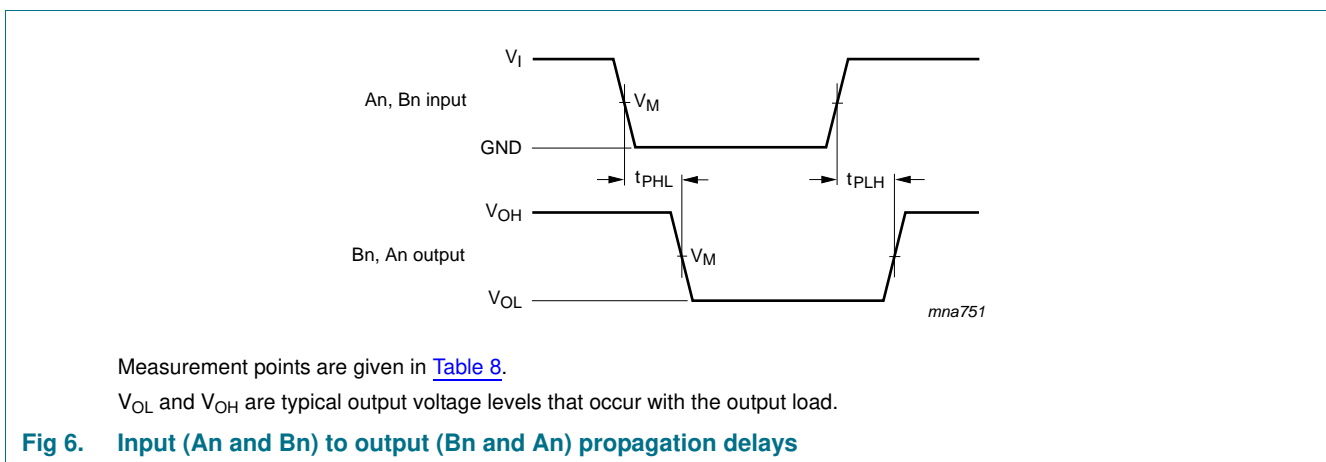 V_I
An, Bn input
V_M
GND
t_PHL
t_PLH
V_OH
Bn, An output
V_M
V_OL
mna751
Measurement points are given in Table 8.
V_OL and V_OH are typical output voltage levels that occur with the output load.
Fig 6. Input (An and Bn) to output (Bn and An) propagation delays